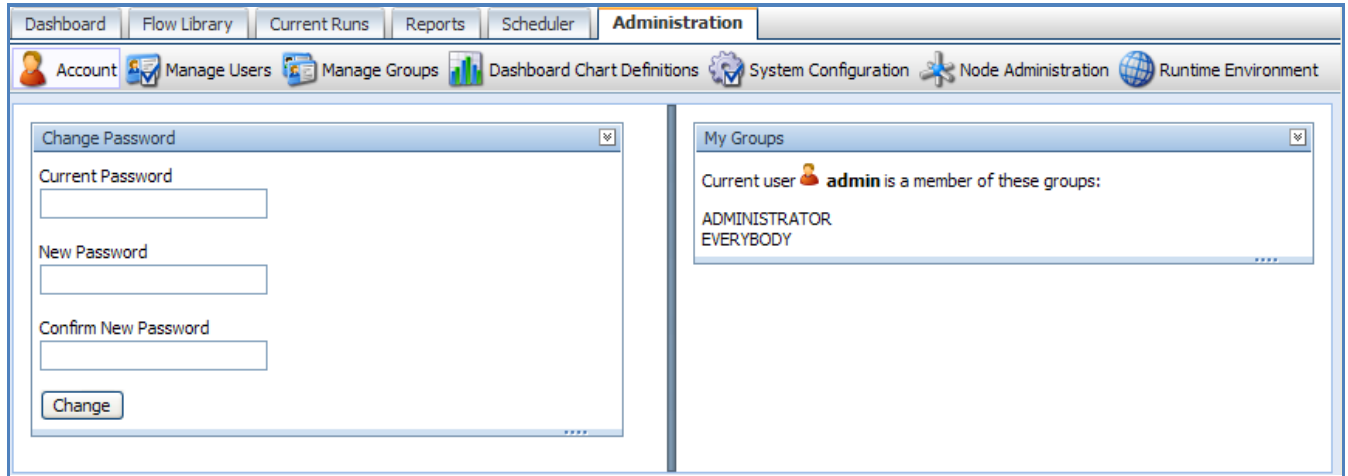 Dashboard Flow Library Current Runs Reports Scheduler Administration
Account Manage Users Manage Groups Dashboard Chart Definitions System Configuration Node Administration Runtime Environment
Change Password
Current Password
New Password
Confirm New Password
Change
My Groups
Current user admin is a member of these groups:
ADMINISTRATOR
EVERYBODY